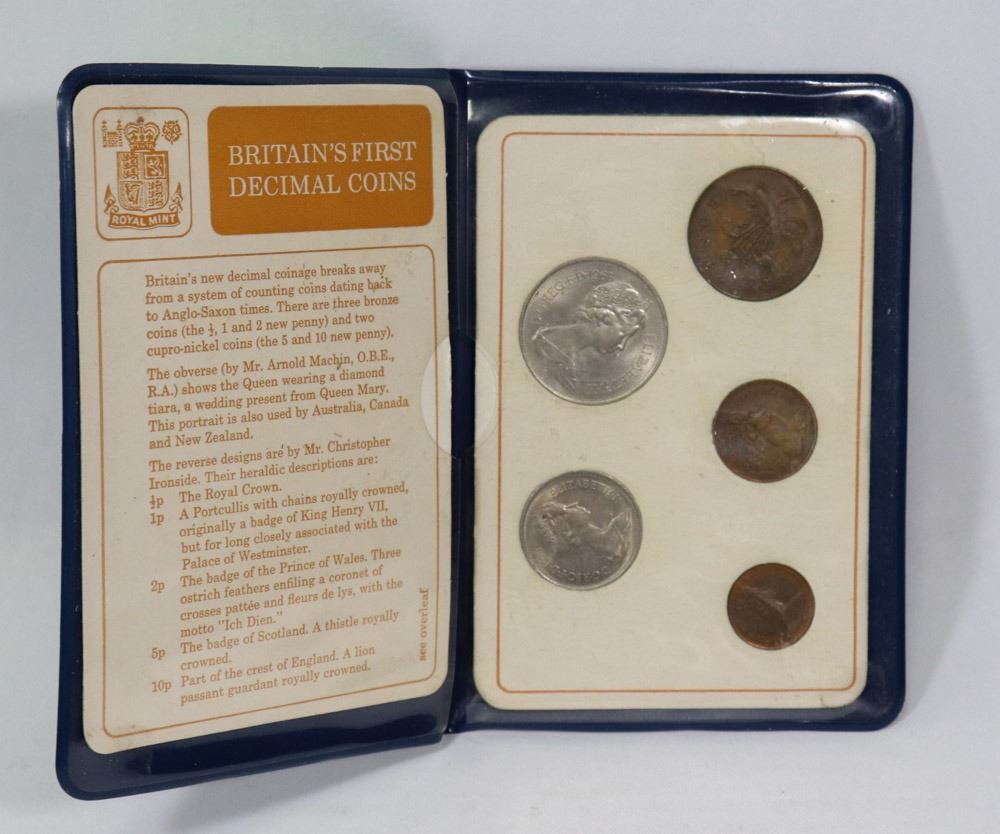 ROYAL MINT
BRITAIN'S FIRST
DECIMAL COINS
Britain's new decimal coinage breaks away
from a system of counting coins dating back
to Anglo-Saxon times. There are three bronze
coins (the ½, 1 and 2 new penny) and two
cupro-nickel coins (the 5 and 10 new penny).
The obverse (by Mr. Arnold Machin, O.B.E.,
R.A.) shows the Queen wearing a diamond
tiara, a wedding present from Queen Mary.
This portrait is also used by Australia, Canada
and New Zealand.
The reverse designs are by Mr. Christopher
Ironside. Their heraldic descriptions are:
½p The Royal Crown.
1p A Portcullis with chains royally crowned,
originally a badge of King Henry VII,
but for long closely associated with the
Palace of Westminster.
2p The badge of the Prince of Wales. Three
ostrich feathers enfiling a coronet of
crosses pattée and fleurs de lys, with the
motto "Ich Dien."
5p The badge of Scotland. A thistle royally
crowned.
10p Part of the crest of England. A lion
passant guardant royally crowned.
see overleaf
ELIZABETH